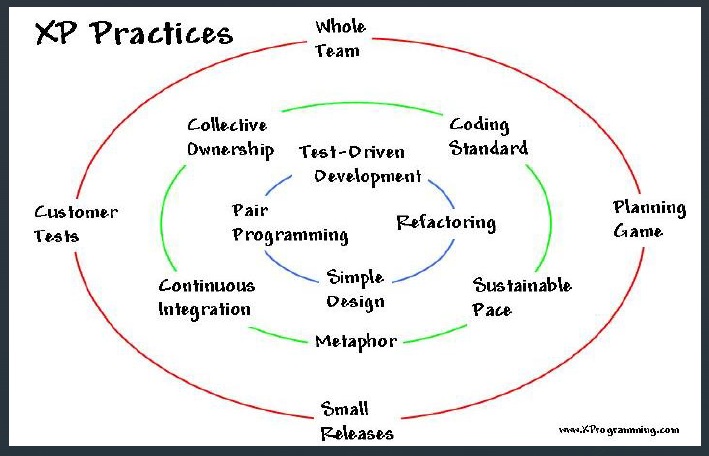 XP Practices
Whole
Team
Collective
Ownership
Coding
Standard
Test-Driven
Development
Customer
Tests
Pair
Programming
Refactoring
Planning
Game
Continuous
Integration
Simple
Design
Sustainable
Pace
Metaphor
Small
Releases
www.XProgramming.com